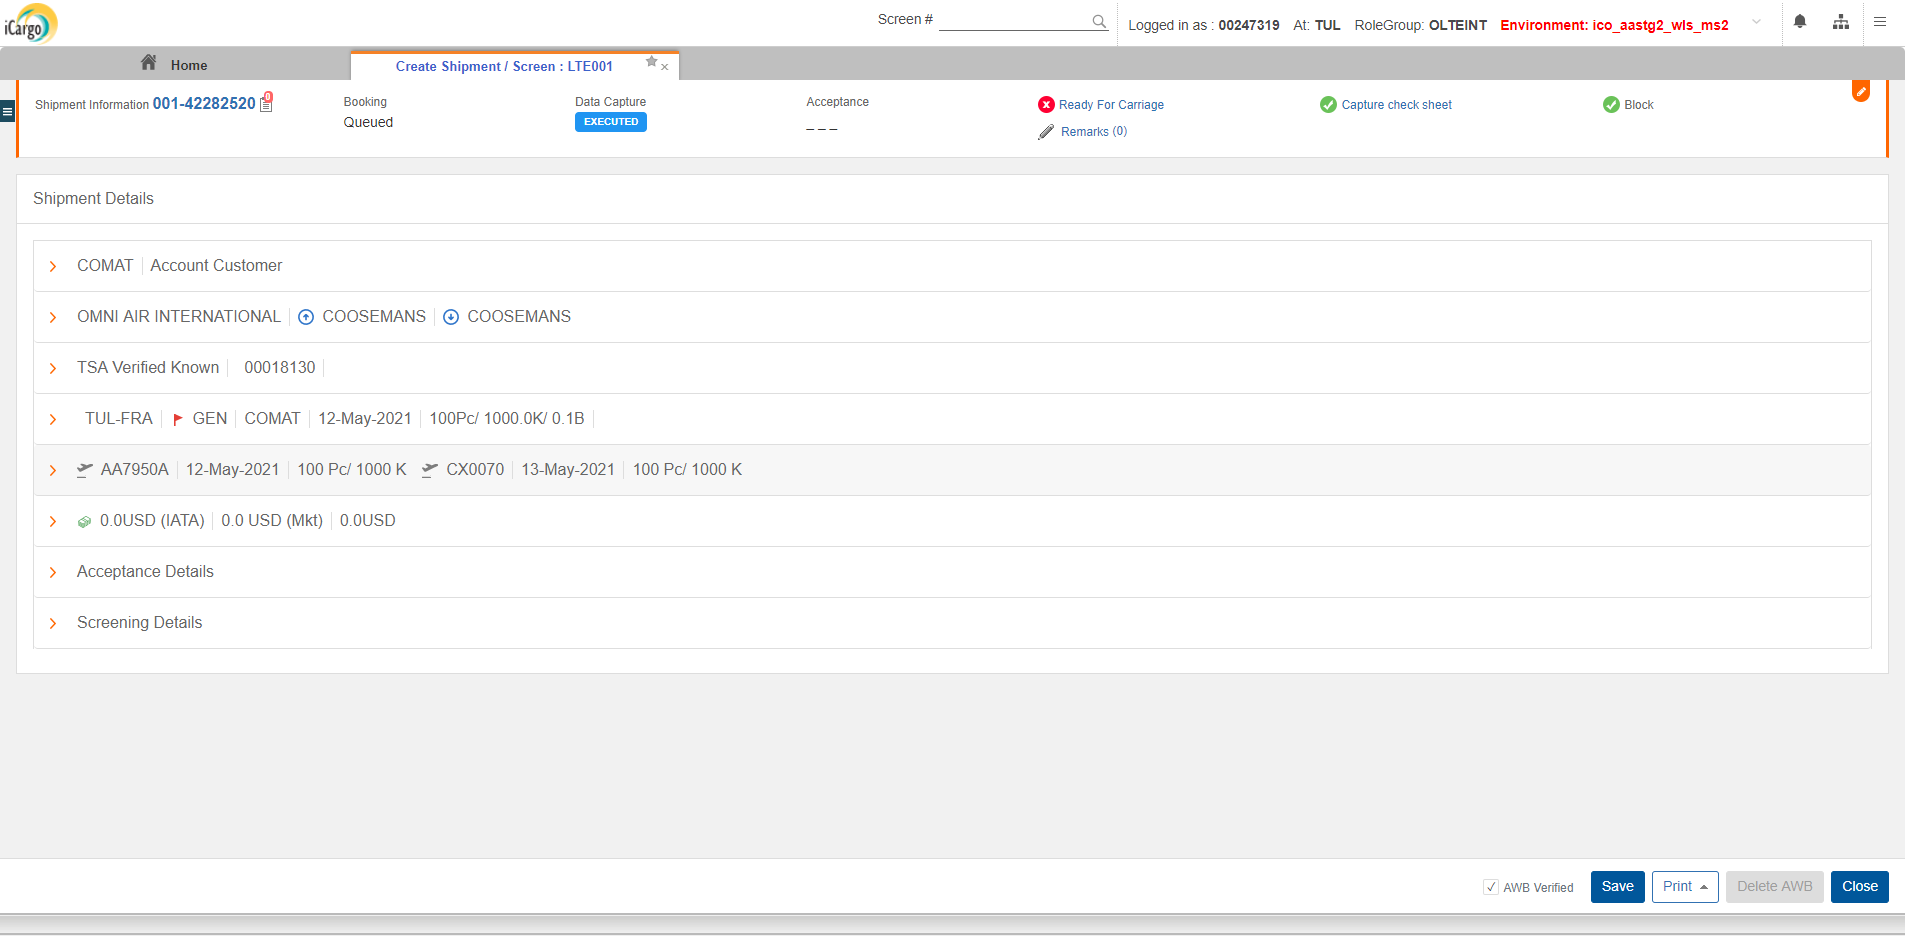 iCargo
Screen #
Logged in as : 00247319 At: TUL RoleGroup: OLTEINT Environment: ico_aastg2_wls_ms2
Home
Create Shipment / Screen : LTE001
Shipment Information 001-42282520 0
Booking
Queued
Data Capture
EXECUTED
Acceptance
_ _ _
Ready For Carriage
Remarks (0)
Capture check sheet
Block
Shipment Details
COMAT Account Customer
OMNI AIR INTERNATIONAL COOSEMANS COOSEMANS
TSA Verified Known 00018130
TUL-FRA GEN COMAT 12-May-2021 100Pc/ 1000.0K/ 0.1B
AA7950A 12-May-2021 100 Pc/ 1000 K CX0070 13-May-2021 100 Pc/ 1000 K
0.0USD (IATA) 0.0 USD (Mkt) 0.0USD
Acceptance Details
Screening Details
AWB Verified Save Print Delete AWB Close